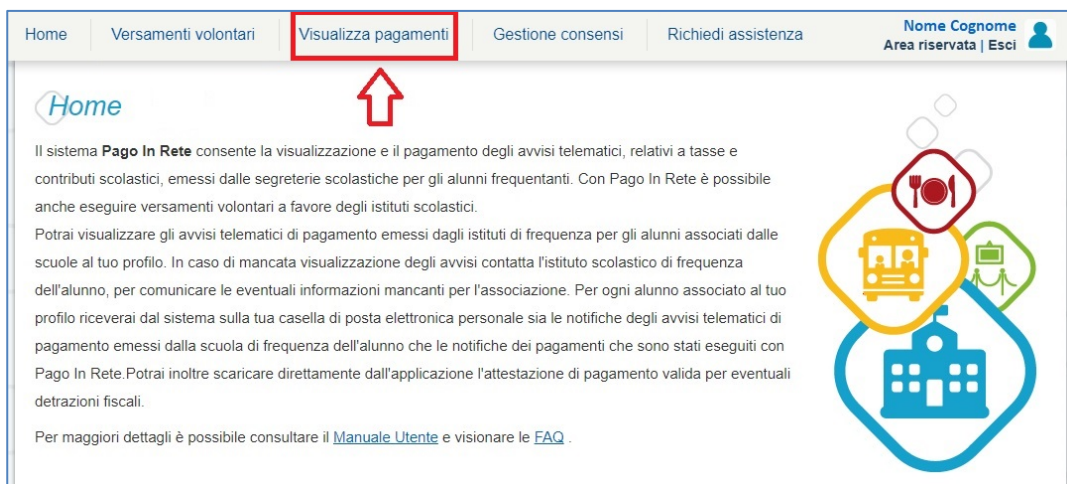 Home
Versamenti volontari
Visualizza pagamenti
Gestione consensi
Richiedi assistenza
Nome Cognome
Area riservata | Esci
Home
Il sistema Pago In Rete consente la visualizzazione e il pagamento degli avvisi telematici, relativi a tasse e
contributi scolastici, emessi dalle segreterie scolastiche per gli alunni frequentanti. Con Pago In Rete è possibile
anche eseguire versamenti volontari a favore degli istituti scolastici.
Potrai visualizzare gli avvisi telematici di pagamento emessi dagli istituti di frequenza per gli alunni associati dalle
scuole al tuo profilo. In caso di mancata visualizzazione degli avvisi contatta l'istituto scolastico di frequenza
dell'alunno, per comunicare le eventuali informazioni mancanti per l'associazione. Per ogni alunno associato al tuo
profilo riceverai dal sistema sulla tua casella di posta elettronica personale sia le notifiche degli avvisi telematici di
pagamento emessi dalla scuola di frequenza dell'alunno che le notifiche dei pagamenti che sono stati eseguiti con
Pago In Rete.Potrai inoltre scaricare direttamente dall'applicazione l'attestazione di pagamento valida per eventuali
detrazioni fiscali.
Per maggiori dettagli è possibile consultare il Manuale Utente e visionare le FAQ .